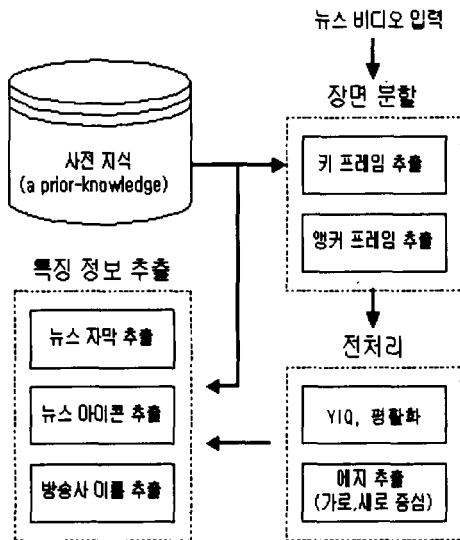 뉴스 비디오 입력
장면 분할
키 프레임 추출
앵커 프레임 추출
사전 지식
(a prior-knowledge)
특징 정보 추출
뉴스 자막 추출
뉴스 아이콘 추출
방송사 이름 추출
전처리
YIQ, 평활화
에지 추출
(가로,세로 중심)